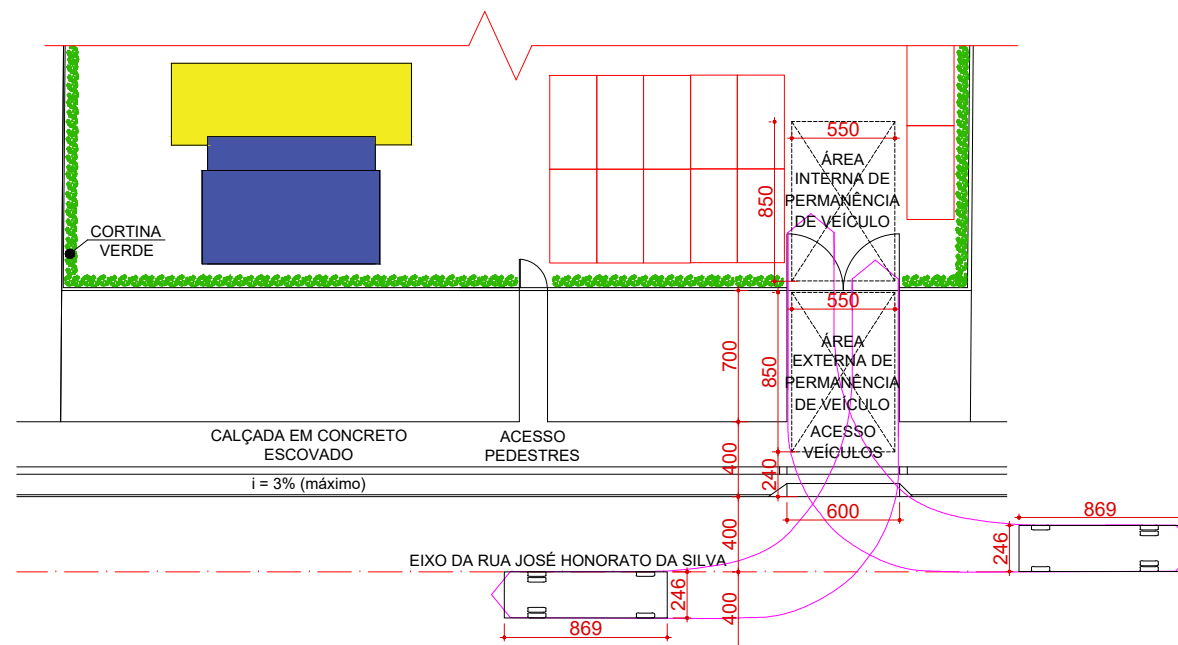 550
ÁREA
INTERNA DE
PERMANÊNCIA
DE VEÍCULO
850
CORTINA
VERDE
550
ÁREA
EXTERNA DE
PERMANÊNCIA
DE VEÍCULO
700
850
CALÇADA EM CONCRETO
ESCOVADO
ACESSO
PEDESTRES
ACESSO
VEÍCULOS
400
240
i = 3% (máximo)
600
869
400
246
EIXO DA RUA JOSÉ HONORATO DA SILVA
246
400
869